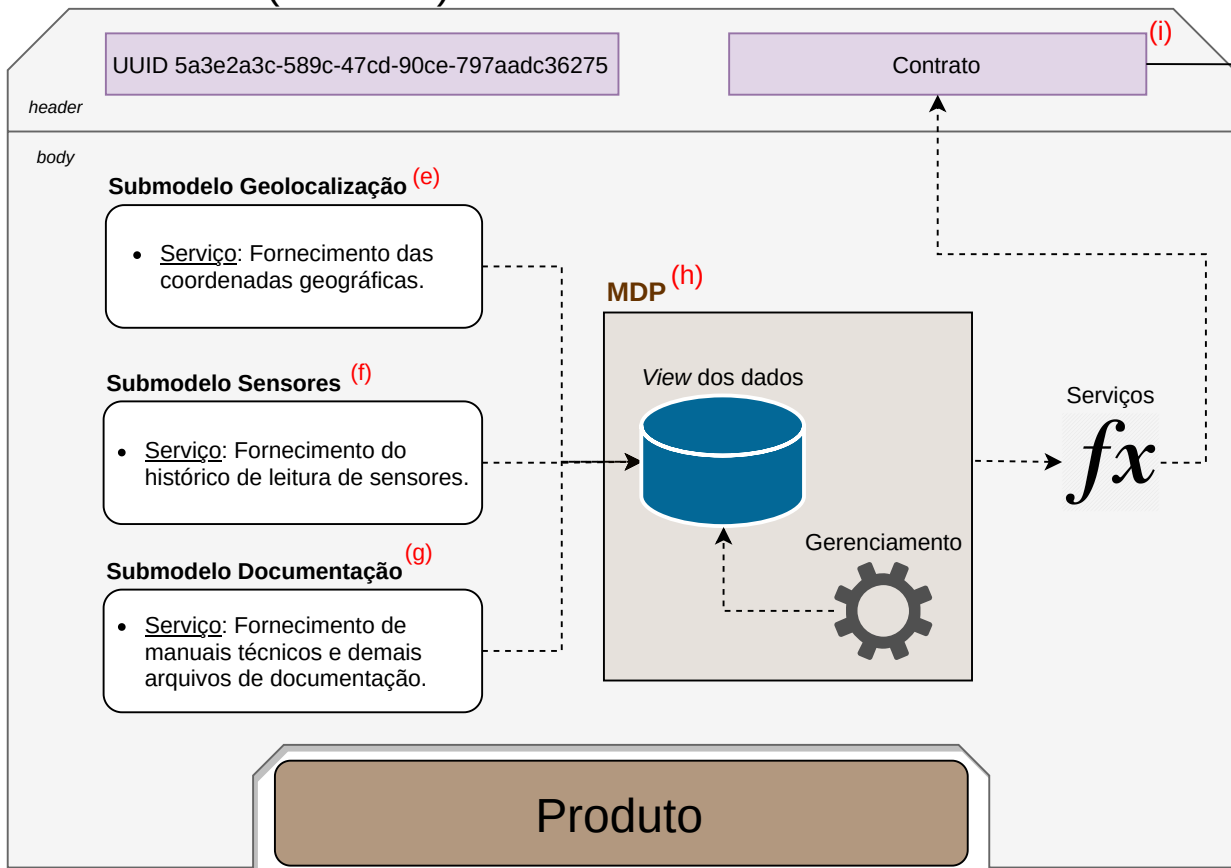 UUID 5a3e2a3c-589c-47cd-90ce-797aadc36275
Contrato
(i)
header
body
Submodelo Geolocalização (e)
• Serviço: Fornecimento das
coordenadas geográficas.
MDP (h)
Submodelo Sensores (f)
• Serviço: Fornecimento do
histórico de leitura de sensores.
View dos dados
Serviços
fx
Submodelo Documentação (g)
• Serviço: Fornecimento de
manuais técnicos e demais
arquivos de documentação.
Gerenciamento
Produto